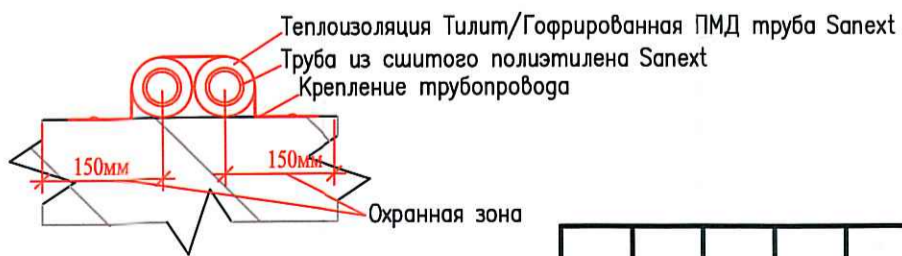 Теплоизоляция Тилит/Гофрированная ПМД труба Sanext
Труба из сшитого полиэтилена Sanext
Крепление трубопровода
150мм 150мм
Охранная зона